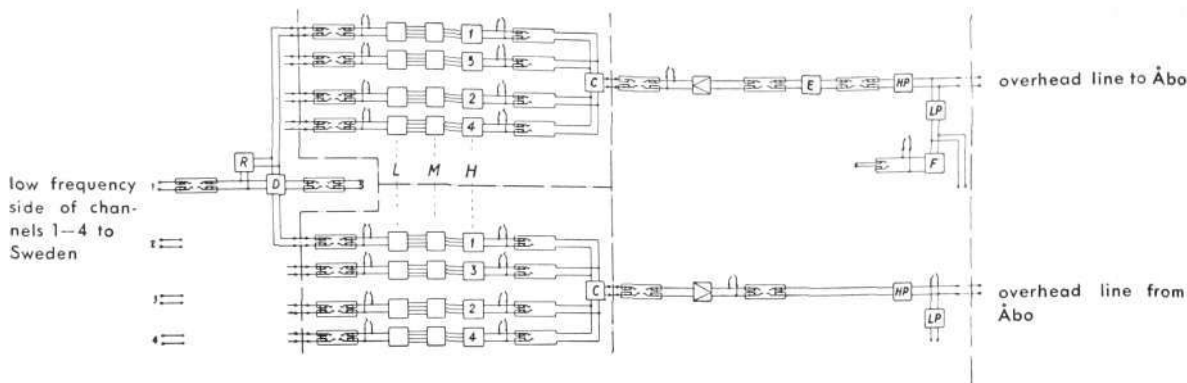 1
5
2
4
C
E
HP
LP
F
overhead line to Åbo
L M H
R
D
1
3
low frequency
side of chan-
nels 1—4 to
Sweden
2
3
4
1
3
2
4
C
HP
LP
overhead line from
Åbo